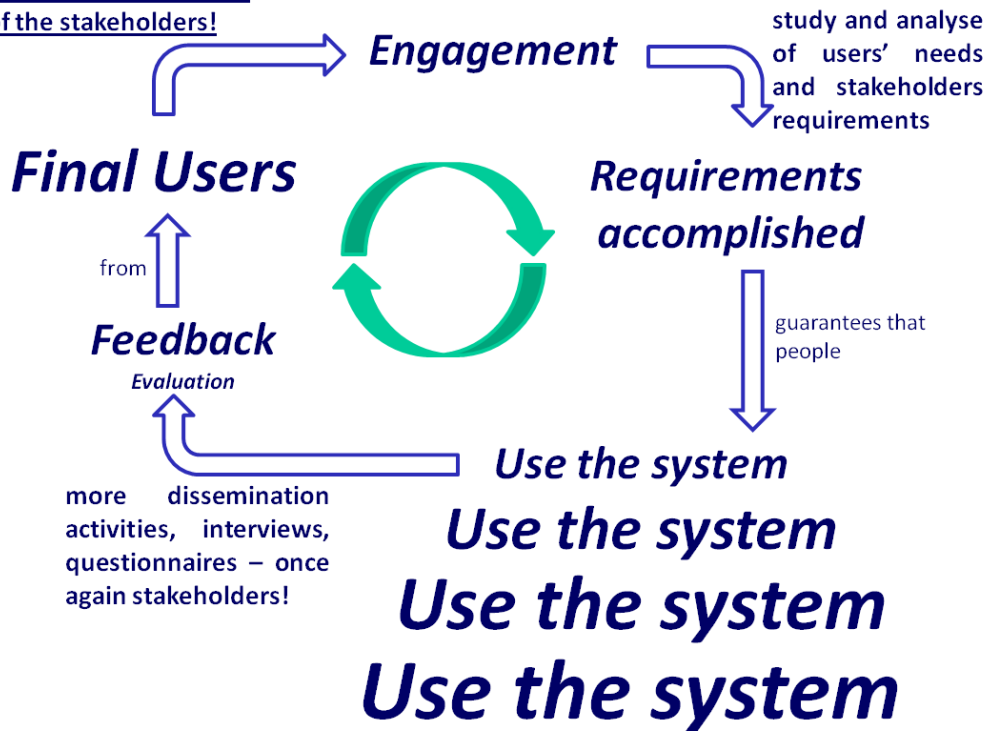 of the stakeholders!
Engagement
study and analyse
of users' needs
and stakeholders
requirements
Final Users
Requirements
accomplished
from
guarantees that
people
Feedback
Evaluation
Use the system
more dissemination
activities, interviews,
questionnaires – once
again stakeholders!
Use the system
Use the system
Use the system